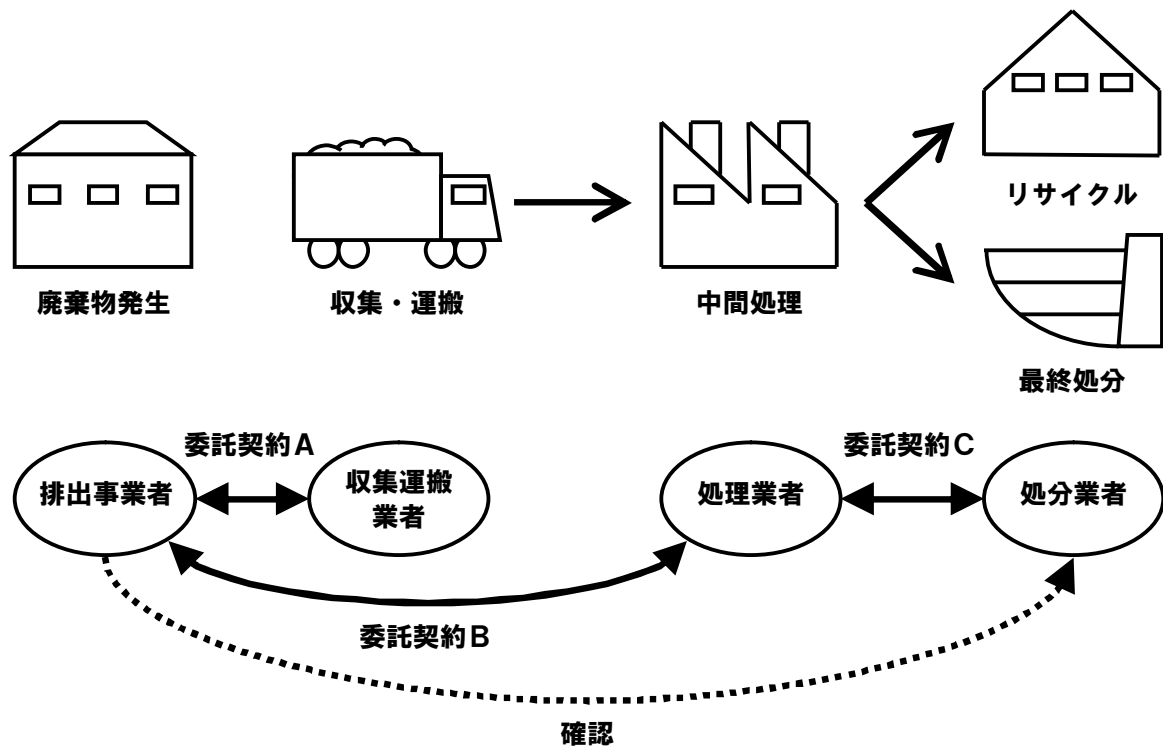 リサイクル
廃棄物発生
収集・運搬
中間処理
最終処分
委託契約A
委託契約C
排出事業者
収集運搬
業者
処理業者
処分業者
委託契約B
確認